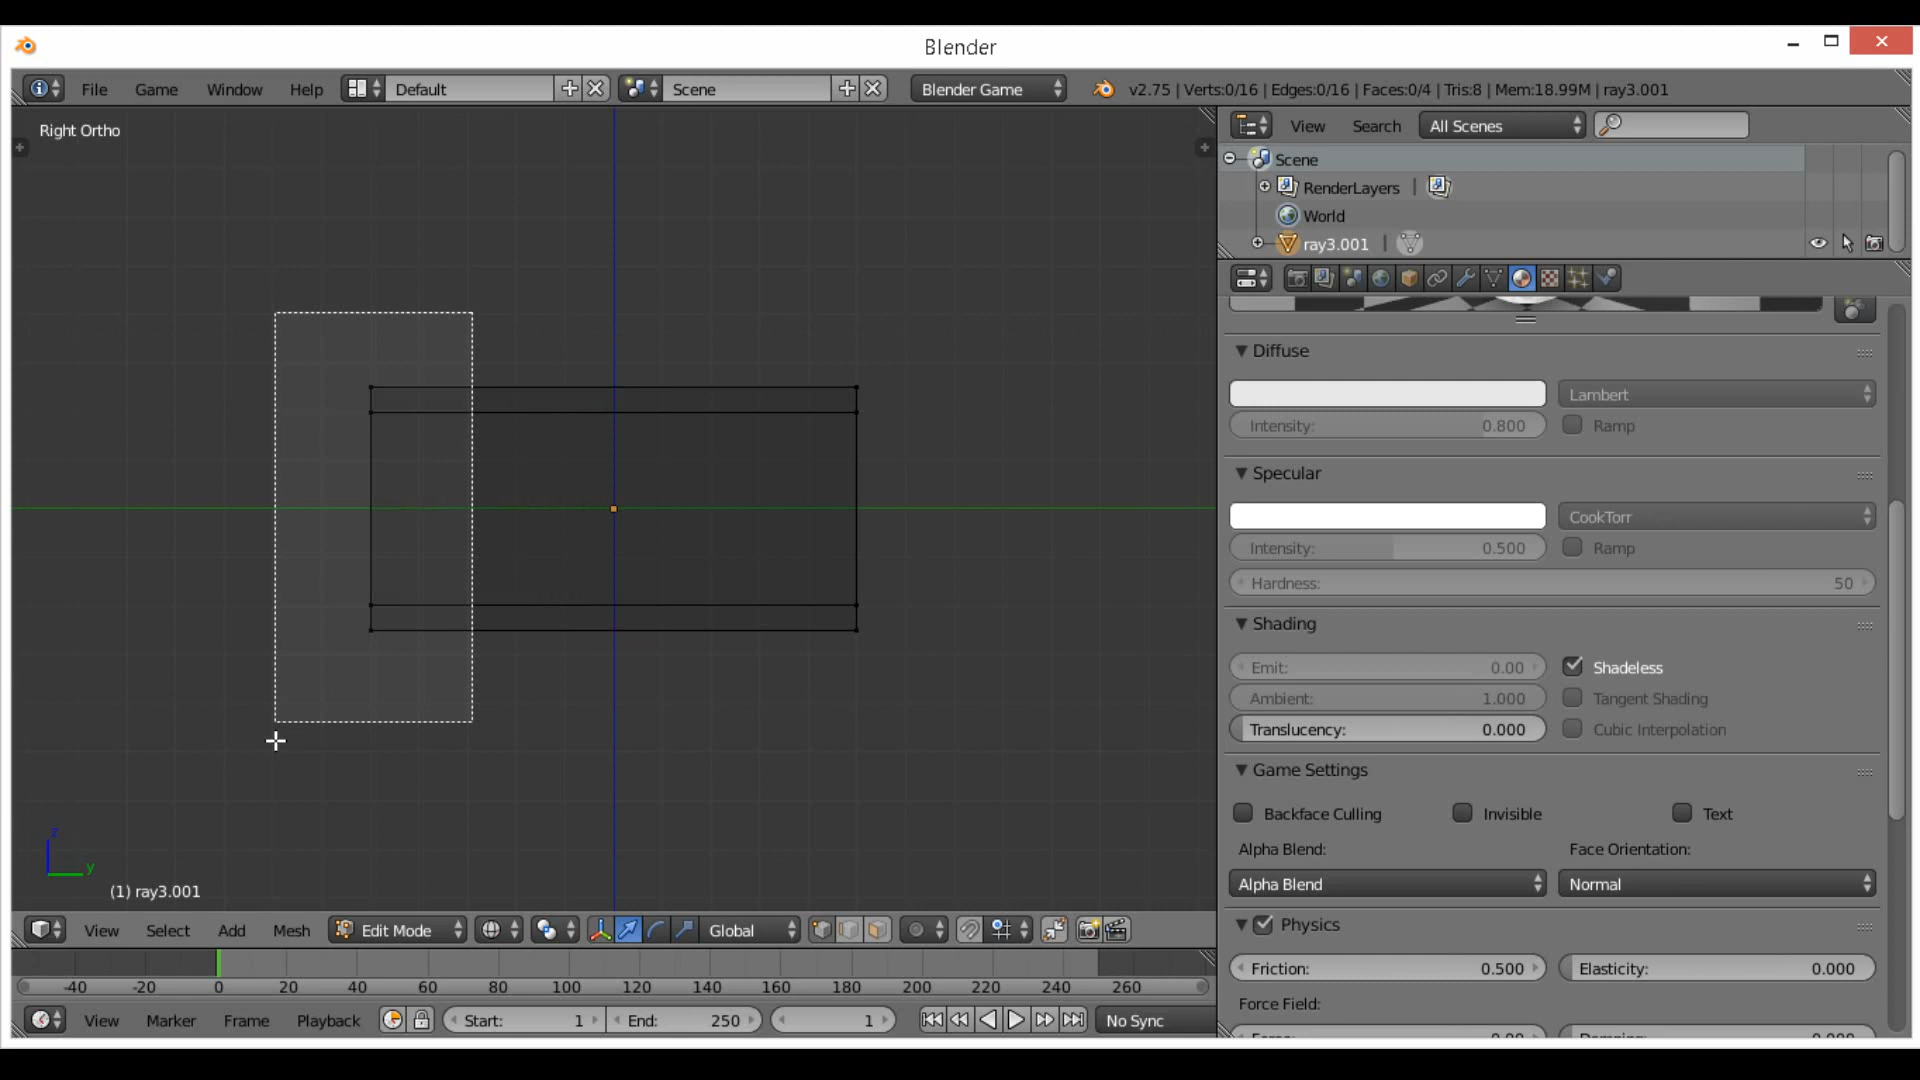 Blender
File Game Window Help Default Scene Blender Game v2.75 | Verts:0/16 | Edges:0/16 | Faces:0/4 | Tris:8 | Mem:18.99M | ray3.001
Right Ortho
View Search All Scenes
Scene
RenderLayers |
World
ray3.001 |
Diffuse
Lambert
Intensity: 0.800 Ramp
Specular
CookTorr
Intensity: 0.500 Ramp
Hardness: 50
Shading
Emit: 0.00 Shadeless
Ambient: 1.000 Tangent Shading
Translucency: 0.000 Cubic Interpolation
Game Settings
Backface Culling Invisible Text
Alpha Blend: Face Orientation:
Alpha Blend Normal
Physics
Friction: 0.500 Elasticity: 0.000
Force Field:
z
y
(1) ray3.001
View Select Add Mesh Edit Mode Global
-40 -20 0 20 40 60 80 100 120 140 160 180 200 220 240 260
View Marker Frame Playback Start: 1 End: 250 1 No Sync